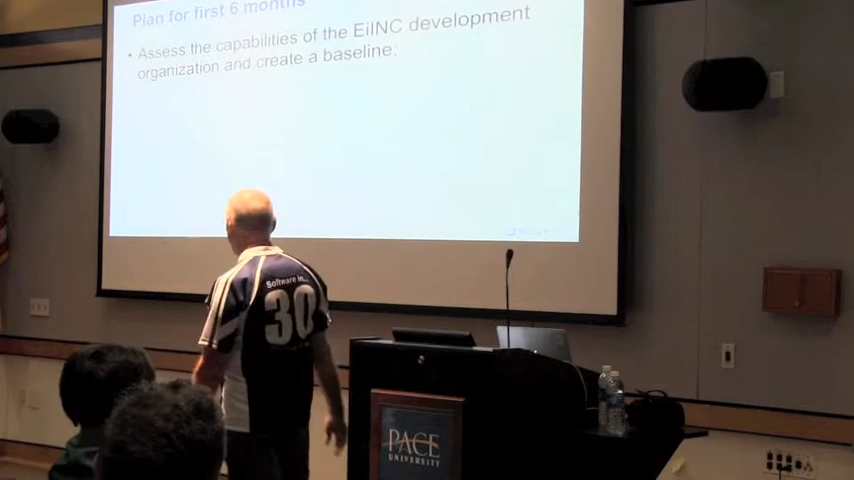 Plan for first 6 months
• Assess the capabilities of the EiINC development
organization and create a baseline;
Software in...
30
PACE
UNIVERSITY